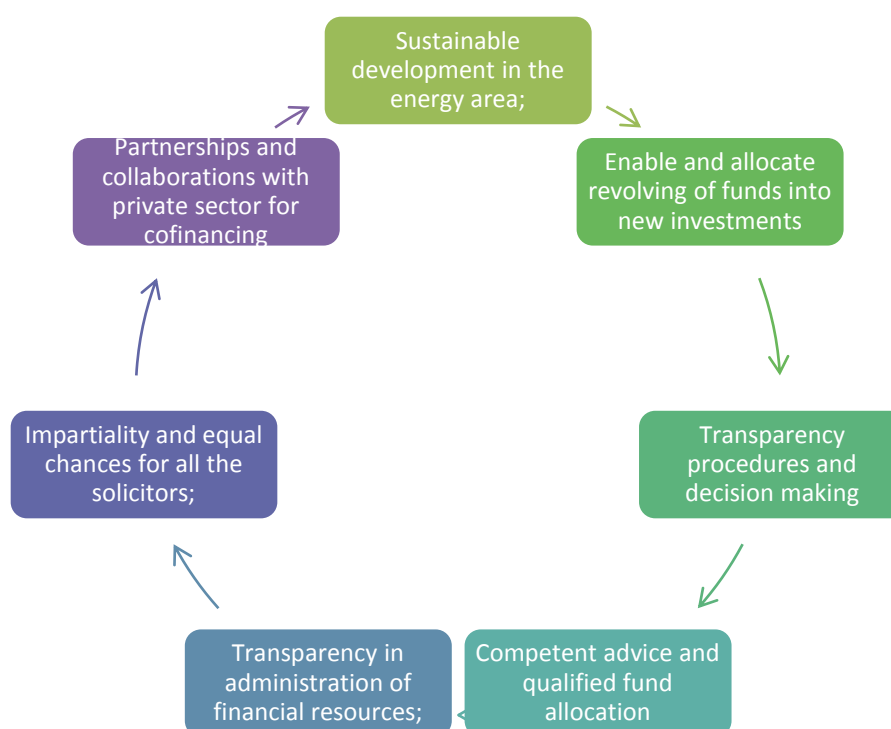 Sustainable
development in the
energy area;
Enable and allocate
revolving of funds into
new investments
Transparency
procedures and
decision making
Competent advice and
qualified fund
allocation
Transparency in
administration of
financial resources;
Impartiality and equal
chances for all the
solicitors;
Partnerships and
collaborations with
private sector for
cofinancing